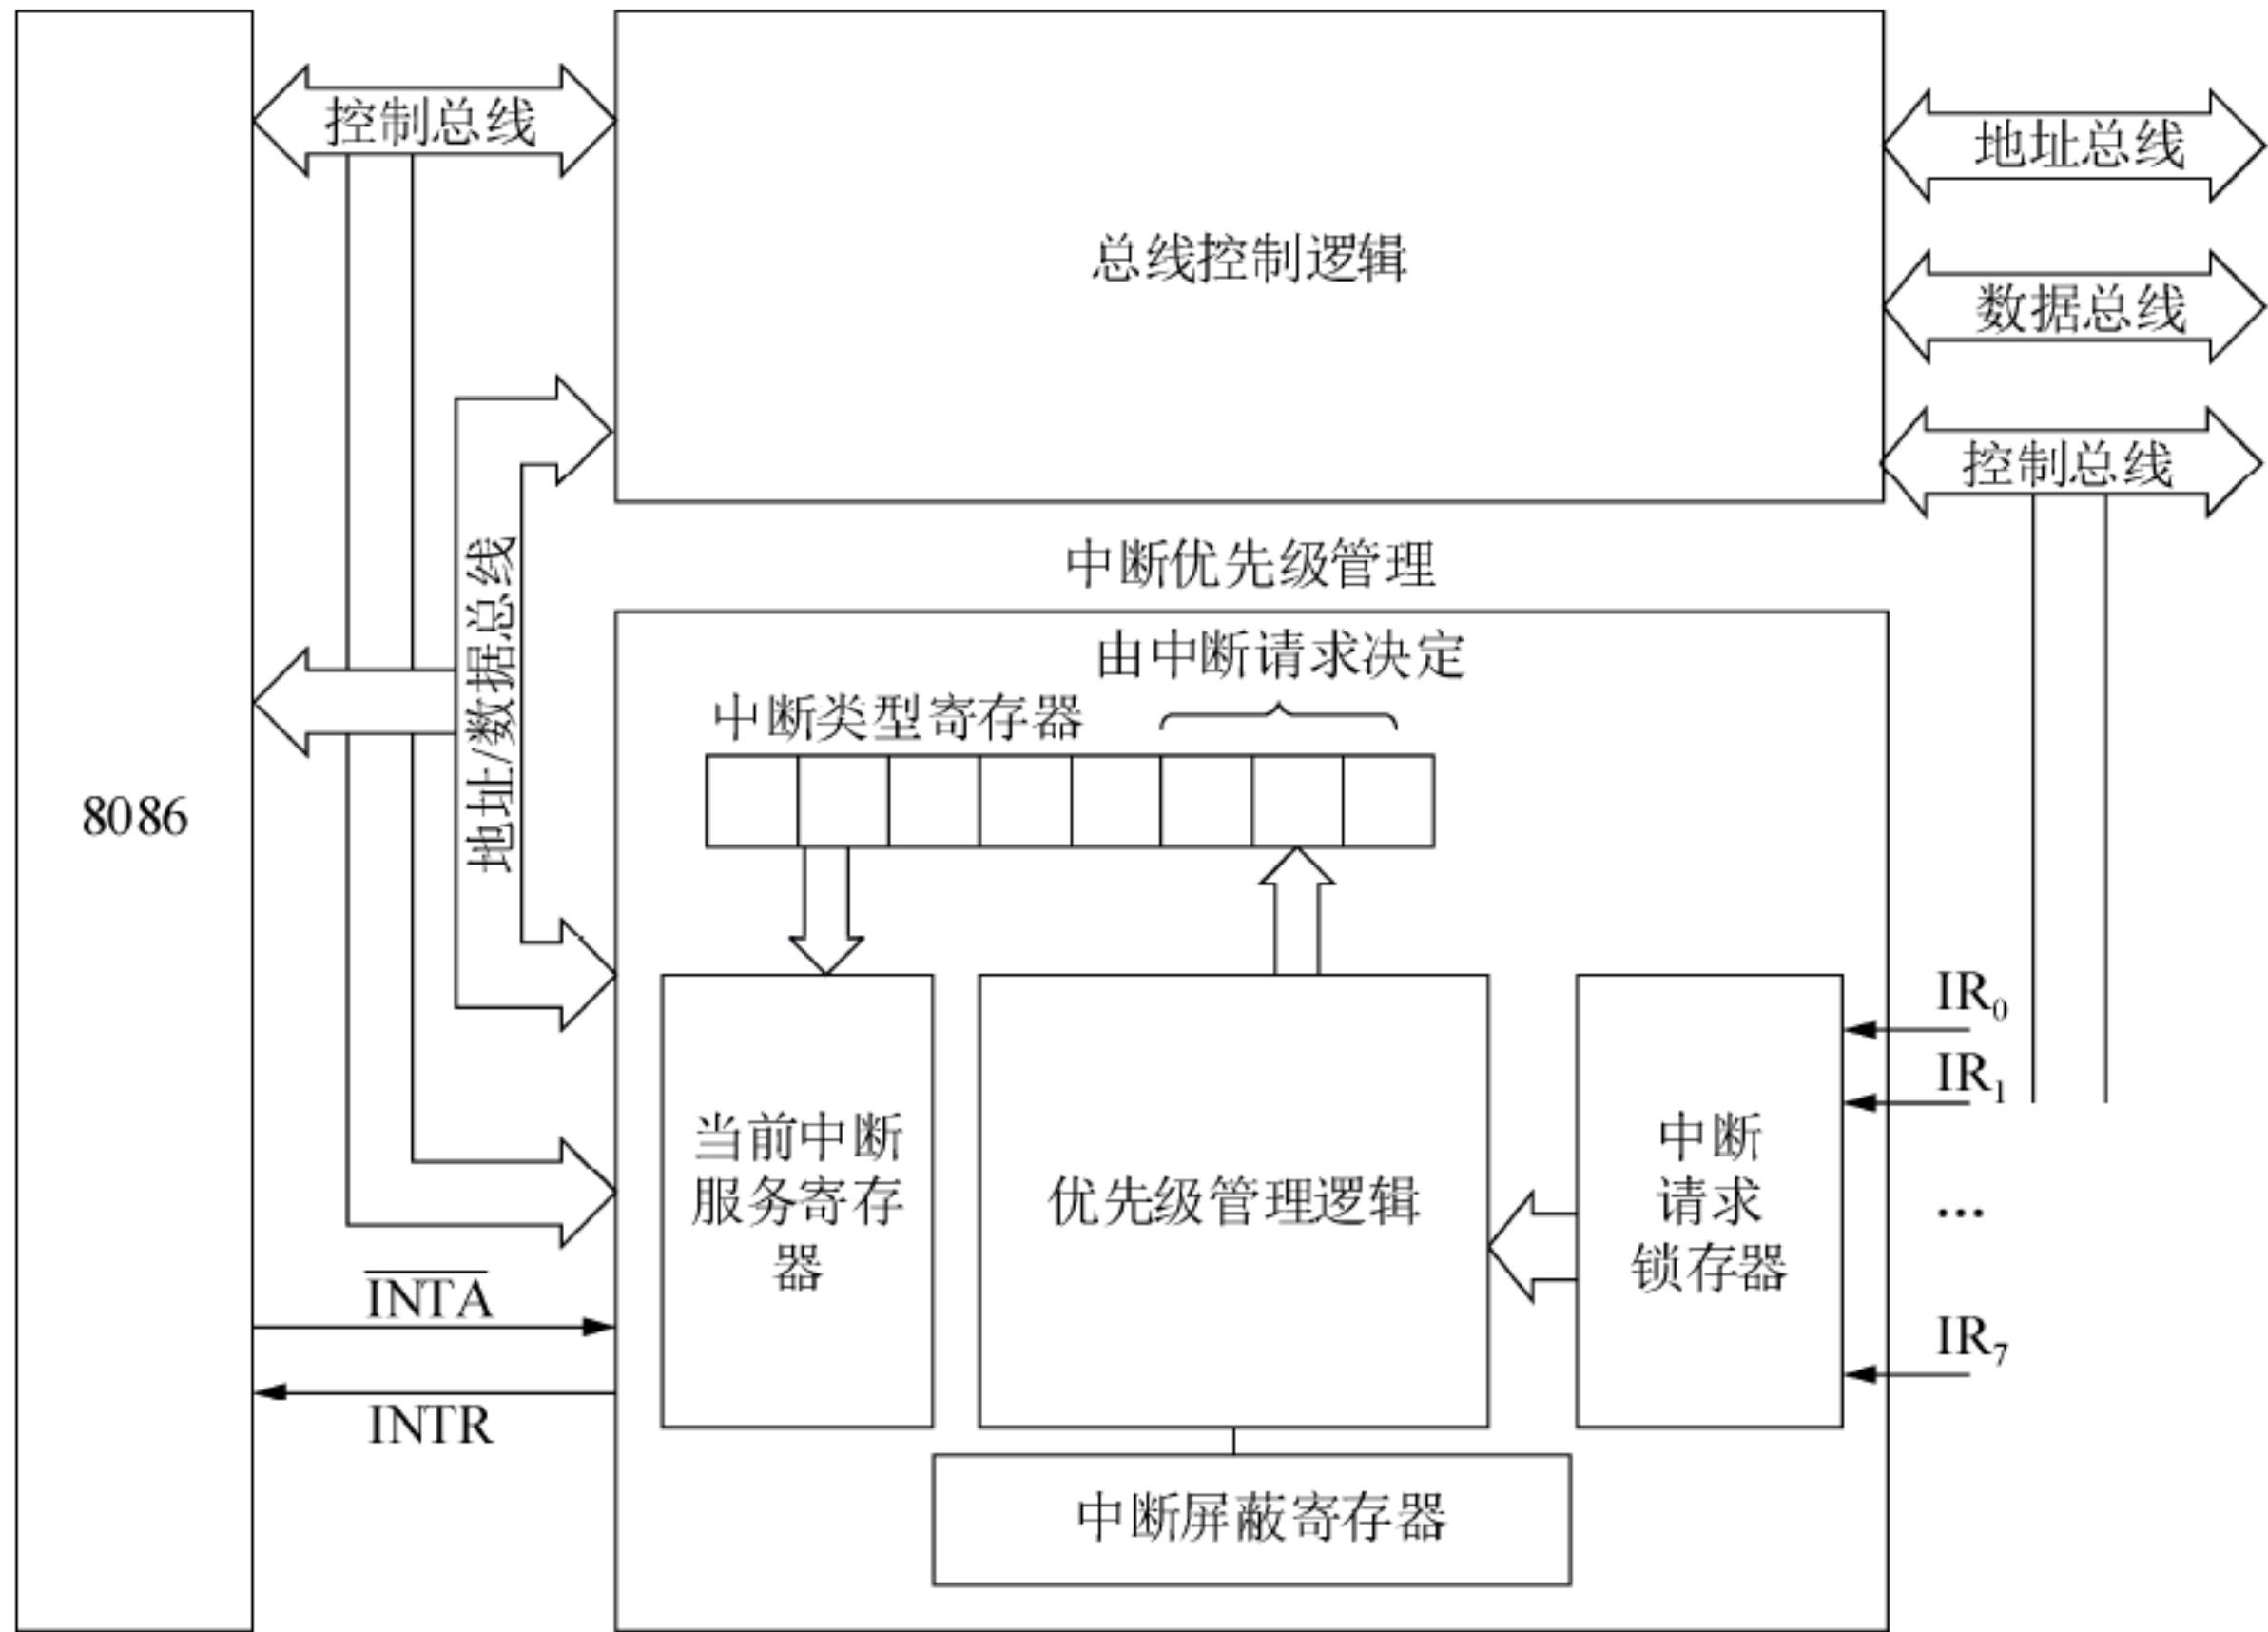 控制总线
地址总线
总线控制逻辑
数据总线
控制总线
地址/数据总线
中断优先级管理
由中断请求决定
中断类型寄存器
8086
IR₀
IR₁
当前中断
服务寄存
器
优先级管理逻辑
中断
请求
锁存器
...
I̅N̅T̅A̅
IR₇
INTR
中断屏蔽寄存器